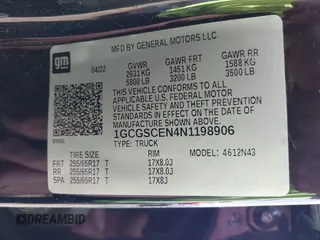 MFD BY GENERAL MOTORS LLC
gm
04/22
GVWR GAWR FRT GAWR RR
2631 KG 1451 KG 1588 KG
5800 LB 3200 LB 3500 LB
THIS VEHICLE CONFORMS TO ALL APPLICABLE
U.S. FEDERAL MOTOR VEHICLE
SAFETY AND THEFT PREVENTION
STANDARDS IN EFFECT ON THE DATE OF
MANUFACTURE SHOWN ABOVE.
1GCGSCEN4N1198906
TYPE: TRUCK
MODEL: 4612N43
TIRE SIZE RIM
FRT 255/65R17 T 17X8.0J
RR 255/65R17 T 17X8.0J
SPA 255/65R17 T 17X8J
DREAMBID